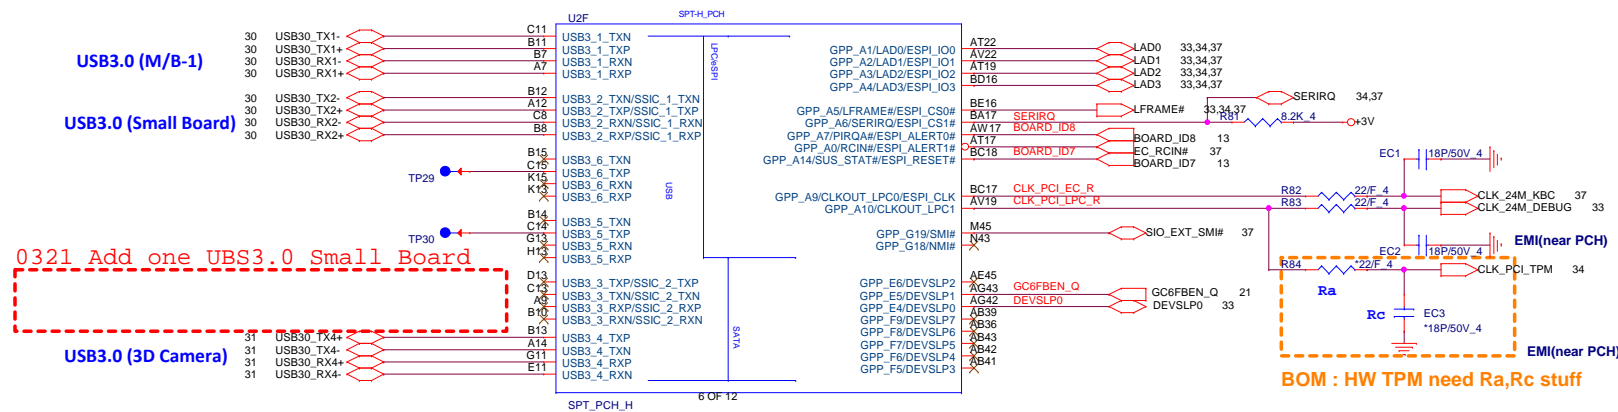 U2F
SPT-H_PCH
USB3.0 (M/B-1)
30 USB30_TX1- C11 USB3_1_TXN
30 USB30_TX1+ B11 USB3_1_TXP
30 USB30_RX1- B7 USB3_1_RXN
30 USB30_RX1+ A7 USB3_1_RXP
USB3.0 (Small Board)
30 USB30_TX2- B12 USB3_2_TXN/SSIC_1_TXN
30 USB30_TX2+ A12 USB3_2_TXP/SSIC_1_TXP
30 USB30_RX2- C8 USB3_2_RXN/SSIC_1_RXN
30 USB30_RX2+ B8 USB3_2_RXP/SSIC_1_RXP
B15 USB3_6_TXN
TP29 C15 USB3_6_TXP
K15 USB3_6_RXN
K13 USB3_6_RXP
B14 USB3_5_TXN
TP30 C14 USB3_5_TXP
G13 USB3_5_RXN
H13 USB3_5_RXP
0321 Add one UBS3.0 Small Board
D13 USB3_3_TXP/SSIC_2_TXP
C13 USB3_3_TXN/SSIC_2_TXN
A9 USB3_3_RXP/SSIC_2_RXP
B10 USB3_3_RXN/SSIC_2_RXN
USB3.0 (3D Camera)
31 USB30_TX4+ B13 USB3_4_TXP
31 USB30_TX4- A14 USB3_4_TXN
31 USB30_RX4+ G11 USB3_4_RXP
31 USB30_RX4- E11 USB3_4_RXN
LPC/eSPI
USB
SATA
SPT_PCH_H
6 OF 12
GPP_A1/LAD0/ESPI_IO0 AT22 LAD0 33,34,37
GPP_A2/LAD1/ESPI_IO1 AV22 LAD1 33,34,37
GPP_A3/LAD2/ESPI_IO2 AT19 LAD2 33,34,37
GPP_A4/LAD3/ESPI_IO3 BD16 LAD3 33,34,37
GPP_A5/LFRAME#/ESPI_CS0# BE16 LFRAME# 33,34,37
SERIRQ 34,37
GPP_A6/SERIRQ/ESPI_CS1# BA17 SERIRQ R81 8.2K_4 +3V
GPP_A7/PIRQA#/ESPI_ALERT0# AW17 BOARD_ID8 BOARD_ID8 13
GPP_A0/RCIN#/ESPI_ALERT1# AT17 EC_RCIN# 37
GPP_A14/SUS_STAT#/ESPI_RESET# BC18 BOARD_ID7 BOARD_ID7 13
EC1 18P/50V_4
GPP_A9/CLKOUT_LPC0/ESPI_CLK BC17 CLK_PCI_EC_R R82 22/F_4 CLK_24M_KBC 37
GPP_A10/CLKOUT_LPC1 AV19 CLK_PCI_LPC_R R83 22/F_4 CLK_24M_DEBUG 33
GPP_G19/SMI# M45 SIO_EXT_SMI# 37
GPP_G18/NMI# N43
EC2 18P/50V_4
EMI(near PCH)
R84 *22/F_4 CLK_PCI_TPM 34
Ra
GPP_E6/DEVSLP2 AE45
GPP_E5/DEVSLP1 AG43 GC6FBEN_Q GC6FBEN_Q 21
GPP_E4/DEVSLP0 AG42 DEVSLP0 DEVSLP0 33
GPP_F9/DEVSLP7 AB39
GPP_F8/DEVSLP6 AB36
GPP_F7/DEVSLP5 AB43
GPP_F6/DEVSLP4 AB42
GPP_F5/DEVSLP3 AB41
Rc EC3
*18P/50V_4
EMI(near PCH)
BOM : HW TPM need Ra,Rc stuff